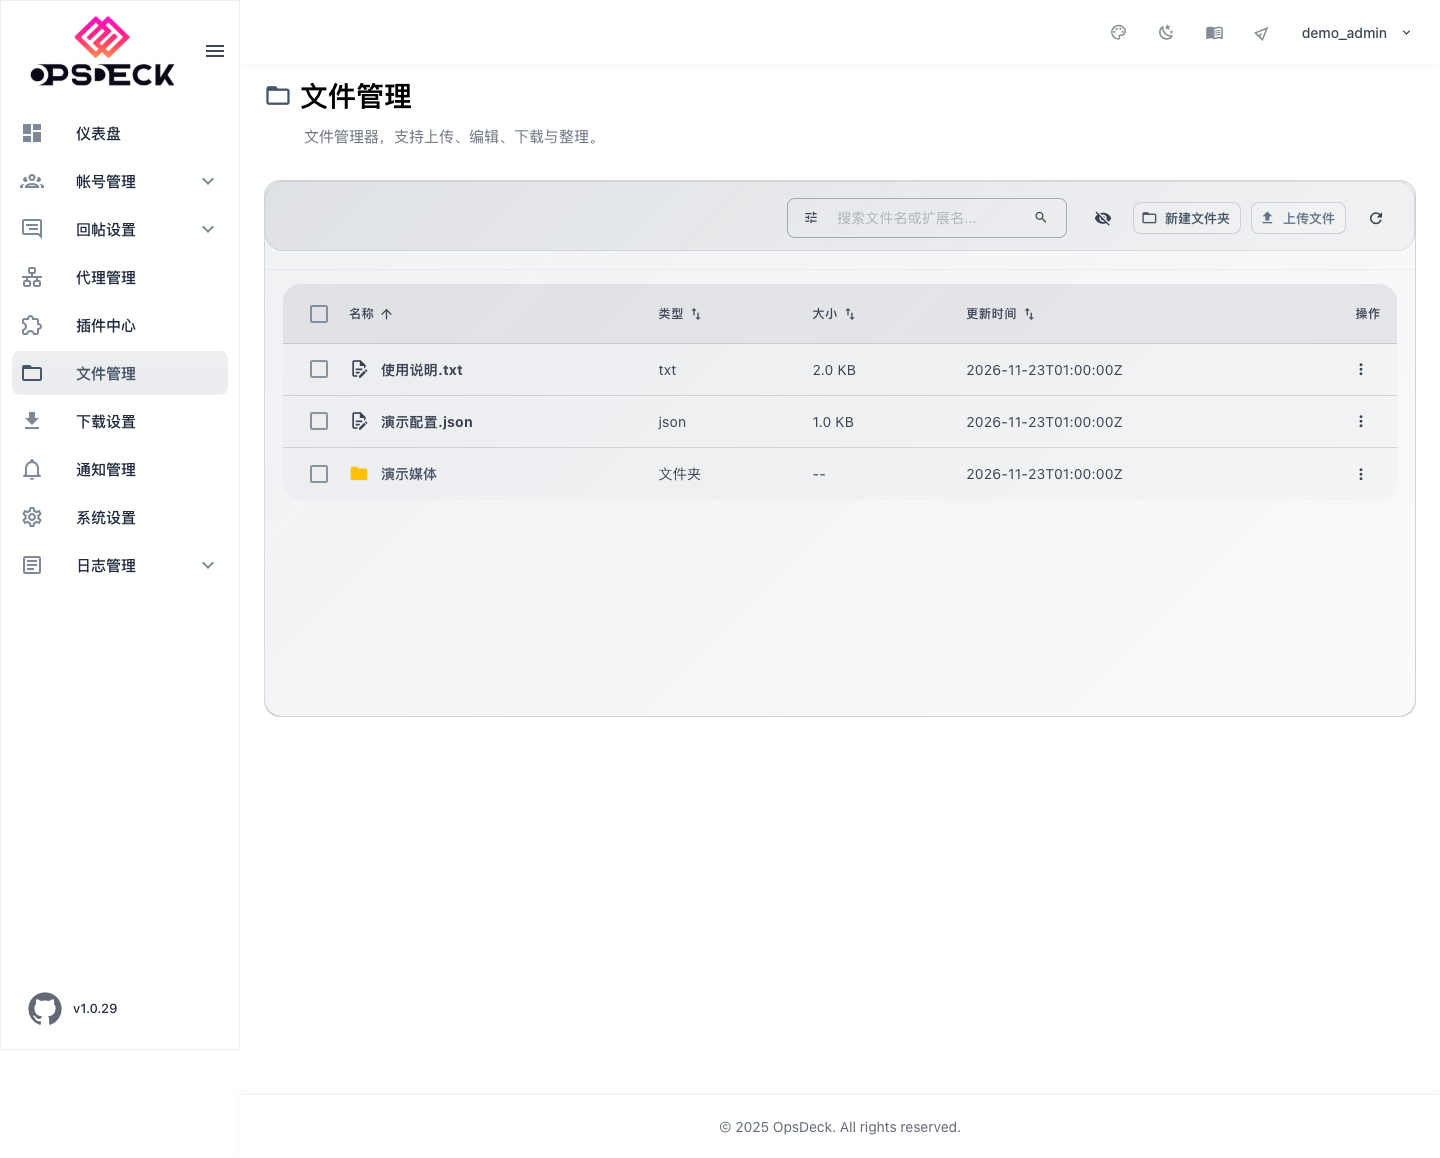 OPSDECK
demo_admin
仪表盘
帐号管理
回帖设置
代理管理
插件中心
文件管理
下载设置
通知管理
系统设置
日志管理
v1.0.29
文件管理
文件管理器，支持上传、编辑、下载与整理。
搜索文件名或扩展名... 新建文件夹 上传文件
名称 类型 大小 更新时间 操作
使用说明.txt txt 2.0 KB 2026-11-23T01:00:00Z
演示配置.json json 1.0 KB 2026-11-23T01:00:00Z
演示媒体 文件夹 -- 2026-11-23T01:00:00Z
© 2025 OpsDeck. All rights reserved.